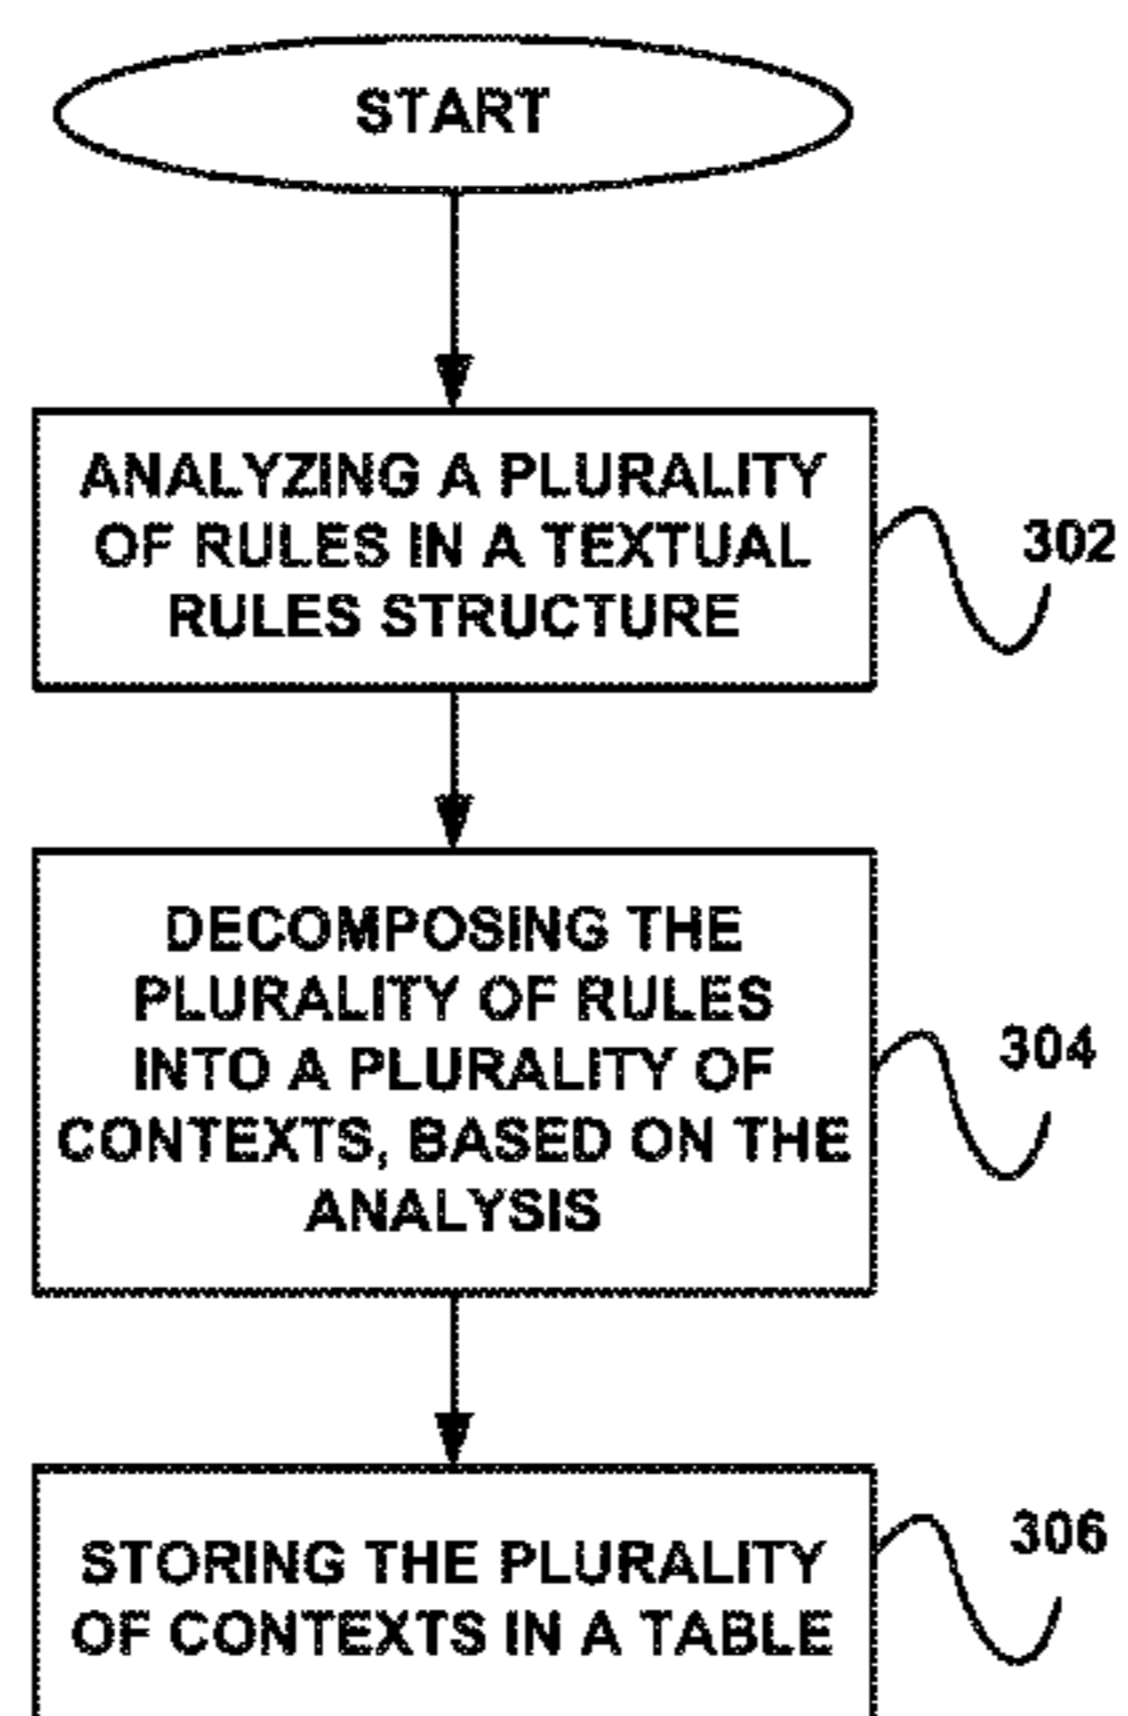 START
ANALYZING A PLURALITY
OF RULES IN A TEXTUAL
RULES STRUCTURE
302
DECOMPOSING THE
PLURALITY OF RULES
INTO A PLURALITY OF
CONTEXTS, BASED ON THE
ANALYSIS
304
STORING THE PLURALITY
OF CONTEXTS IN A TABLE
306